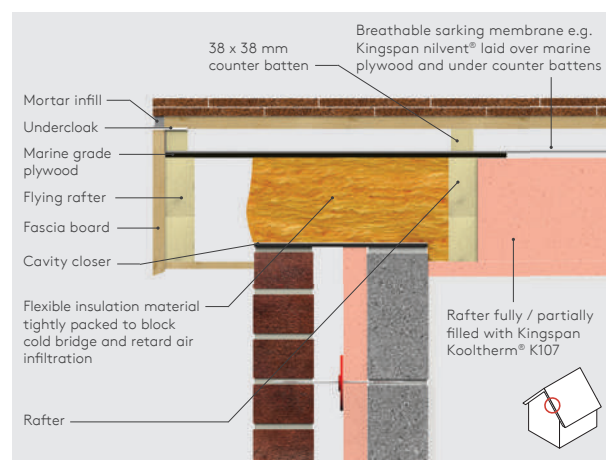 Breathable sarking membrane e.g.
Kingspan nilvent® laid over marine
plywood and under counter battens
38 x 38 mm
counter batten
Mortar infill
Undercloak
Marine grade
plywood
Flying rafter
Fascia board
Cavity closer
Flexible insulation material
tightly packed to block
cold bridge and retard air
infiltration
Rafter
Rafter fully / partially
filled with Kingspan
Kooltherm® K107